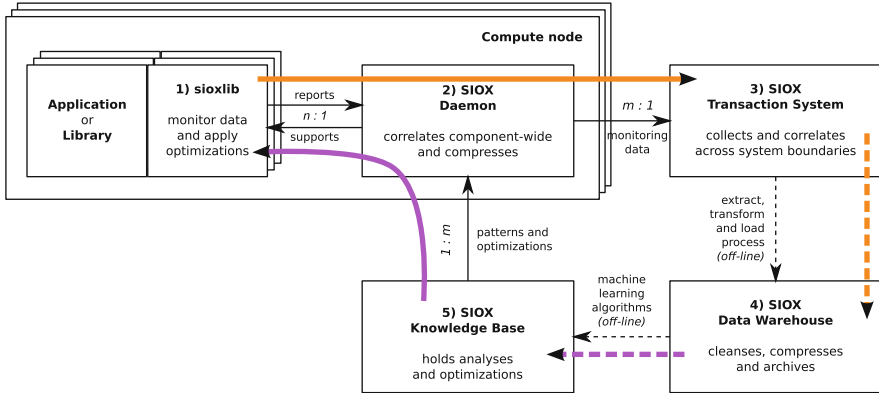 Compute node
Application
or
Library
1) sioxlib
monitor data
and apply
optimizations
reports
n : 1
supports
2) SIOX
Daemon
correlates component-wide
and compresses
m : 1
monitoring
data
3) SIOX
Transaction System
collects and correlates
across system boundaries
extract,
transform
and load
process
(off-line)
1 : m
patterns and
optimizations
machine
learning
algorithms
(off-line)
4) SIOX
Data Warehouse
cleanses, compresses
and archives
5) SIOX
Knowledge Base
holds analyses
and optimizations